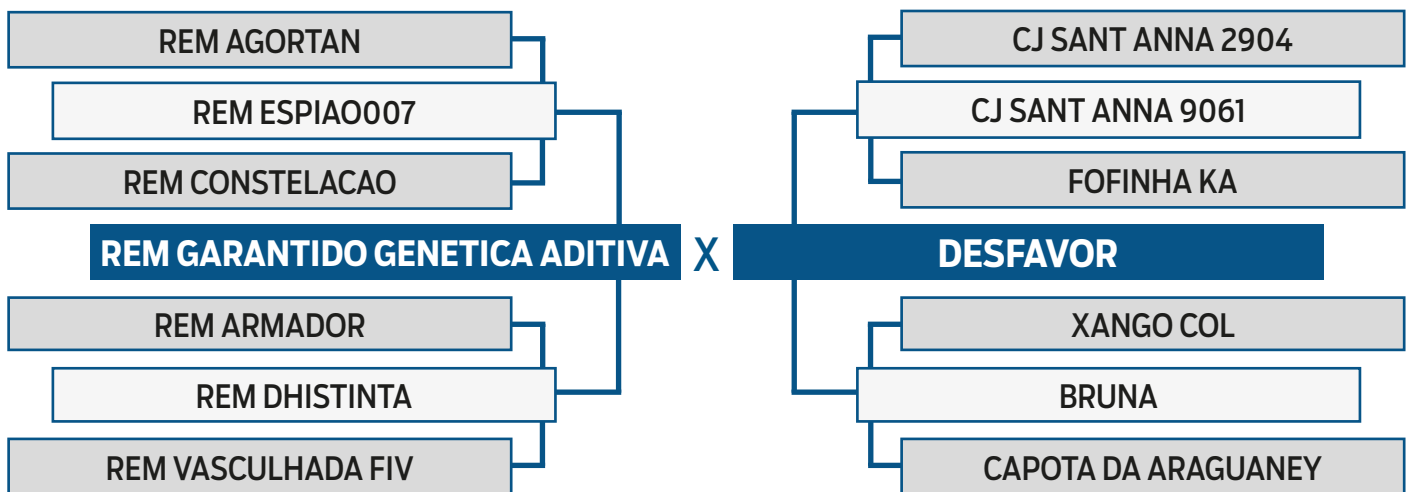 REM AGORTAN
REM ESPIAO007
REM CONSTELACAO
REM GARANTIDO GENETICA ADITIVA
REM ARMADOR
REM DHISTINTA
REM VASCULHADA FIV
X
CJ SANT ANNA 2904
CJ SANT ANNA 9061
FOFINHA KA
DESFAVOR
XANGO COL
BRUNA
CAPOTA DA ARAGUANEY